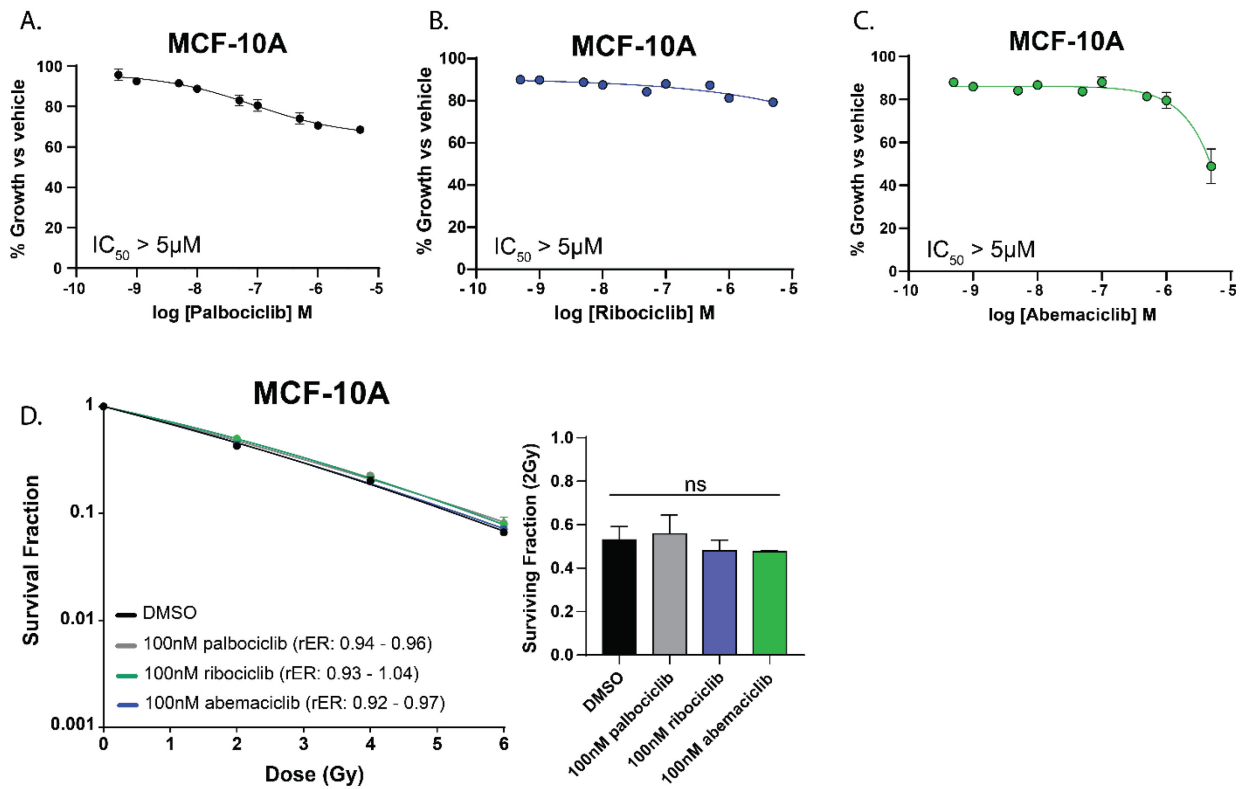 A.
MCF-10A
% Growth vs vehicle
100
80
60
40
20
0
IC50 > 5µM
-10 -9 -8 -7 -6 -5
log [Palbociclib] M
B.
MCF-10A
% Growth vs vehicle
100
80
60
40
20
0
IC50 > 5µM
-10 -9 -8 -7 -6 -5
log [Ribociclib] M
C.
MCF-10A
% Growth vs vehicle
100
80
60
40
20
0
IC50 > 5µM
-10 -9 -8 -7 -6 -5
log [Abemaciclib] M
D.
MCF-10A
Survival Fraction
1
0.1
0.01
0.001
DMSO
100nM palbociclib (rER: 0.94 - 0.96)
100nM ribociclib (rER: 0.93 - 1.04)
100nM abemaciclib (rER: 0.92 - 0.97)
0 1 2 3 4 5 6
Dose (Gy)
Surviving Fraction (2Gy)
1.0
0.8
0.6
0.4
0.2
0.0
ns
DMSO
100nM palbociclib
100nM ribociclib
100nM abemaciclib